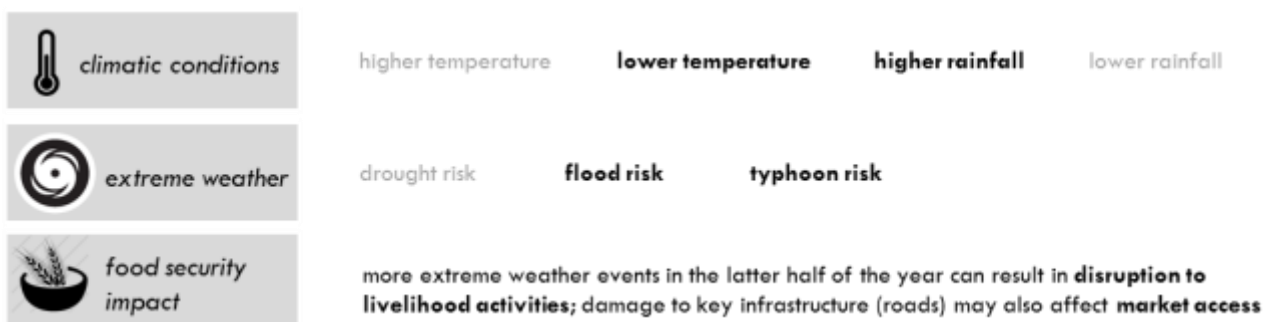 climatic conditions
higher temperature lower temperature higher rainfall lower rainfall
extreme weather
drought risk flood risk typhoon risk
food security
impact
more extreme weather events in the latter half of the year can result in disruption to
livelihood activities; damage to key infrastructure (roads) may also affect market access